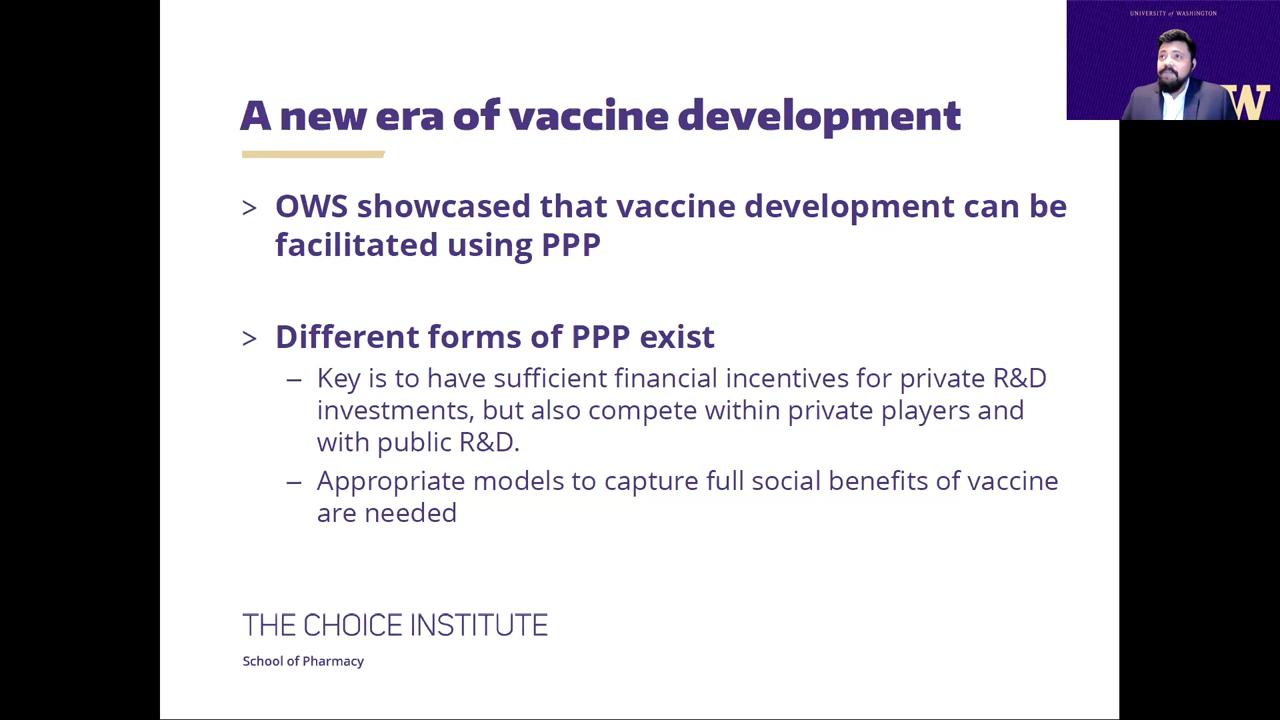 UNIVERSITY of WASHINGTON
W
A new era of vaccine development
> OWS showcased that vaccine development can be
facilitated using PPP
> Different forms of PPP exist
– Key is to have sufficient financial incentives for private R&D
investments, but also compete within private players and
with public R&D.
– Appropriate models to capture full social benefits of vaccine
are needed
THE CHOICE INSTITUTE
School of Pharmacy